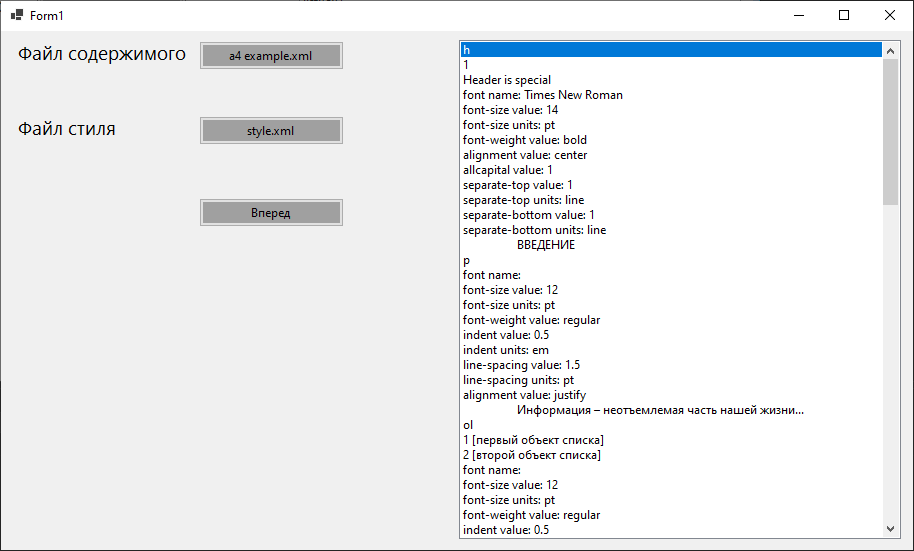 Form1
Файл содержимого
a4 example.xml
Файл стиля
style.xml
Вперед
h
1
Header is special
font name: Times New Roman
font-size value: 14
font-size units: pt
font-weight value: bold
alignment value: center
allcapital value: 1
separate-top value: 1
separate-top units: line
separate-bottom value: 1
separate-bottom units: line
ВВЕДЕНИЕ
p
font name:
font-size value: 12
font-size units: pt
font-weight value: regular
indent value: 0.5
indent units: em
line-spacing value: 1.5
line-spacing units: pt
alignment value: justify
Информация – неотъемлемая часть нашей жизни...
ol
1 [первый объект списка]
2 [второй объект списка]
font name:
font-size value: 12
font-size units: pt
font-weight value: regular
indent value: 0.5